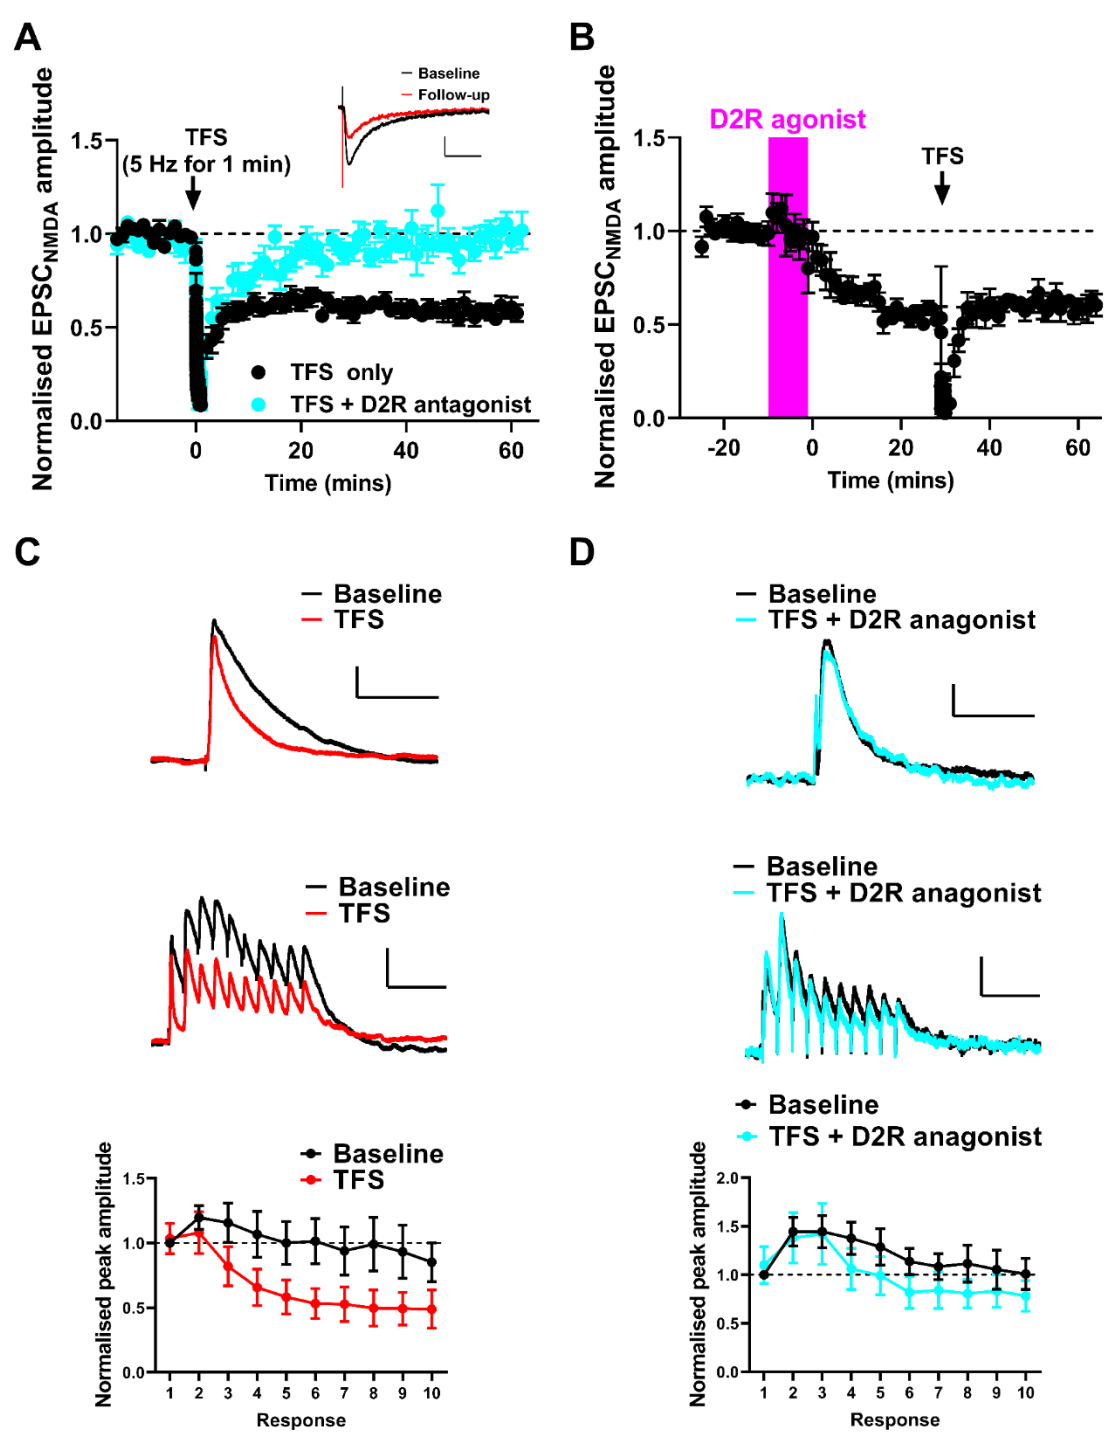 A
Normalised EPSCNMDA amplitude
Baseline
Follow-up
TFS
(5 Hz for 1 min)
1.5
1.0
0.5
0.0
TFS only
TFS + D2R antagonist
0
20
40
60
Time (mins)
B
Normalised EPSCNMDA amplitude
D2R agonist
TFS
1.5
1.0
0.5
0.0
-20
0
20
40
60
Time (mins)
C
Baseline
TFS
Baseline
TFS
Baseline
TFS
Normalised peak amplitude
1.5
1.0
0.5
0.0
1 2 3 4 5 6 7 8 9 10
Response
D
Baseline
TFS + D2R anagonist
Baseline
TFS + D2R anagonist
Baseline
TFS + D2R anagonist
Normalised peak amplitude
2.0
1.5
1.0
0.5
0.0
1 2 3 4 5 6 7 8 9 10
Response